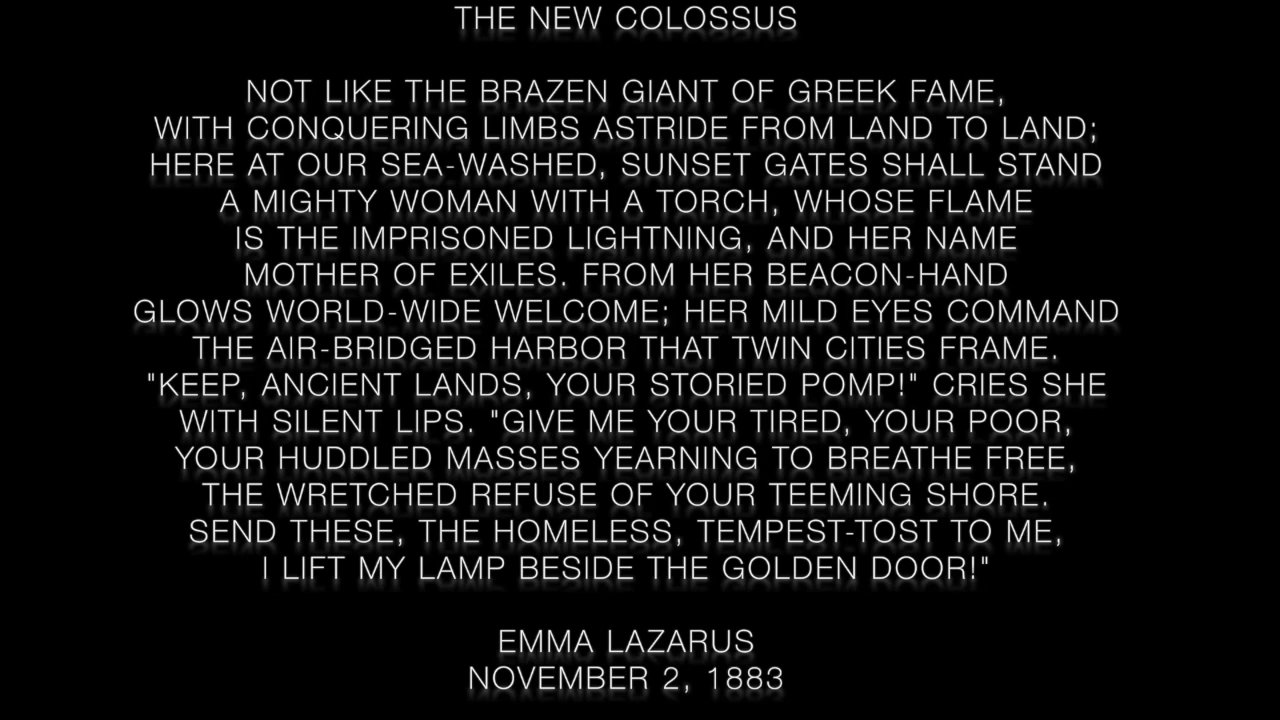 THE NEW COLOSSUS
NOT LIKE THE BRAZEN GIANT OF GREEK FAME,
WITH CONQUERING LIMBS ASTRIDE FROM LAND TO LAND;
HERE AT OUR SEA-WASHED, SUNSET GATES SHALL STAND
A MIGHTY WOMAN WITH A TORCH, WHOSE FLAME
IS THE IMPRISONED LIGHTNING, AND HER NAME
MOTHER OF EXILES. FROM HER BEACON-HAND
GLOWS WORLD-WIDE WELCOME; HER MILD EYES COMMAND
THE AIR-BRIDGED HARBOR THAT TWIN CITIES FRAME.
"KEEP, ANCIENT LANDS, YOUR STORIED POMP!" CRIES SHE
WITH SILENT LIPS. "GIVE ME YOUR TIRED, YOUR POOR,
YOUR HUDDLED MASSES YEARNING TO BREATHE FREE,
THE WRETCHED REFUSE OF YOUR TEEMING SHORE.
SEND THESE, THE HOMELESS, TEMPEST-TOST TO ME,
I LIFT MY LAMP BESIDE THE GOLDEN DOOR!"
EMMA LAZARUS
NOVEMBER 2, 1883